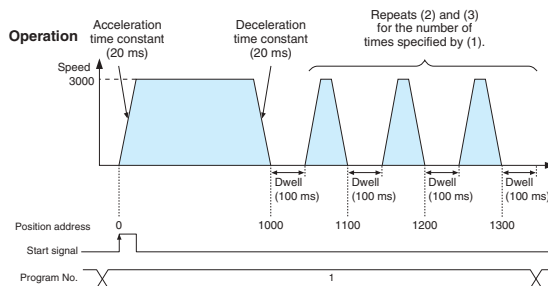 Operation
Acceleration
time constant
(20 ms)
Deceleration
time constant
(20 ms)
Repeats (2) and (3)
for the number of
times specified by (1).
Speed
3000
Dwell
(100 ms)
Dwell
(100 ms)
Dwell
(100 ms)
Dwell
(100 ms)
Position address 0 1000 1100 1200 1300
Start signal
Program No. 1